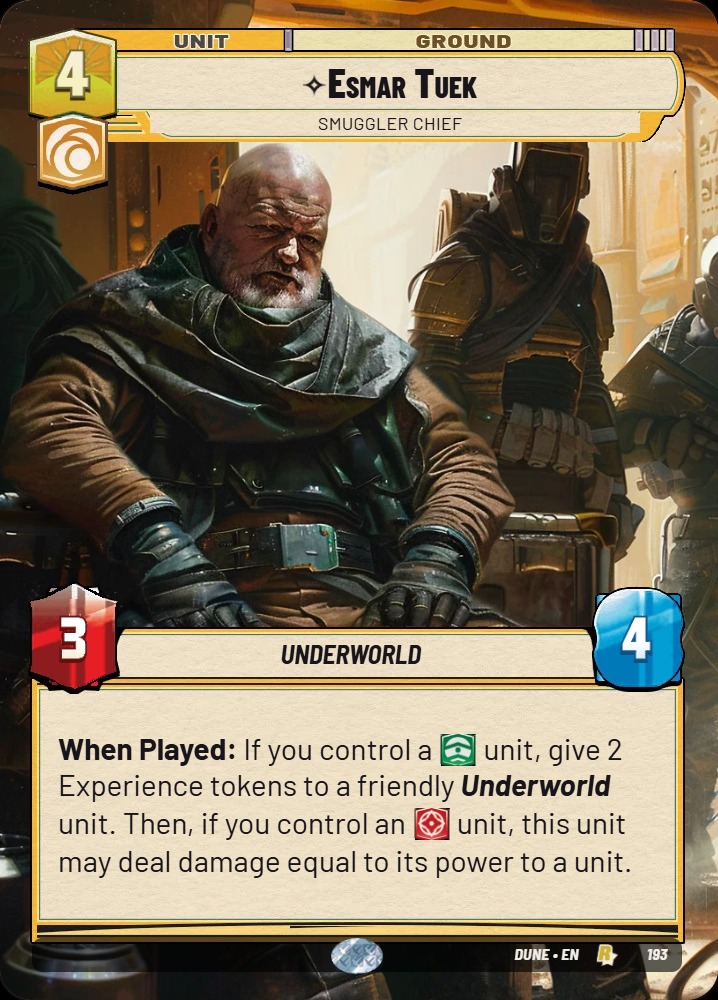 UNIT
GROUND
4
✧ESMAR TUEK
SMUGGLER CHIEF
3
UNDERWORLD
4
When Played: If you control a unit, give 2
Experience tokens to a friendly Underworld
unit. Then, if you control an unit, this unit
may deal damage equal to its power to a unit.
DUNE • EN R 193